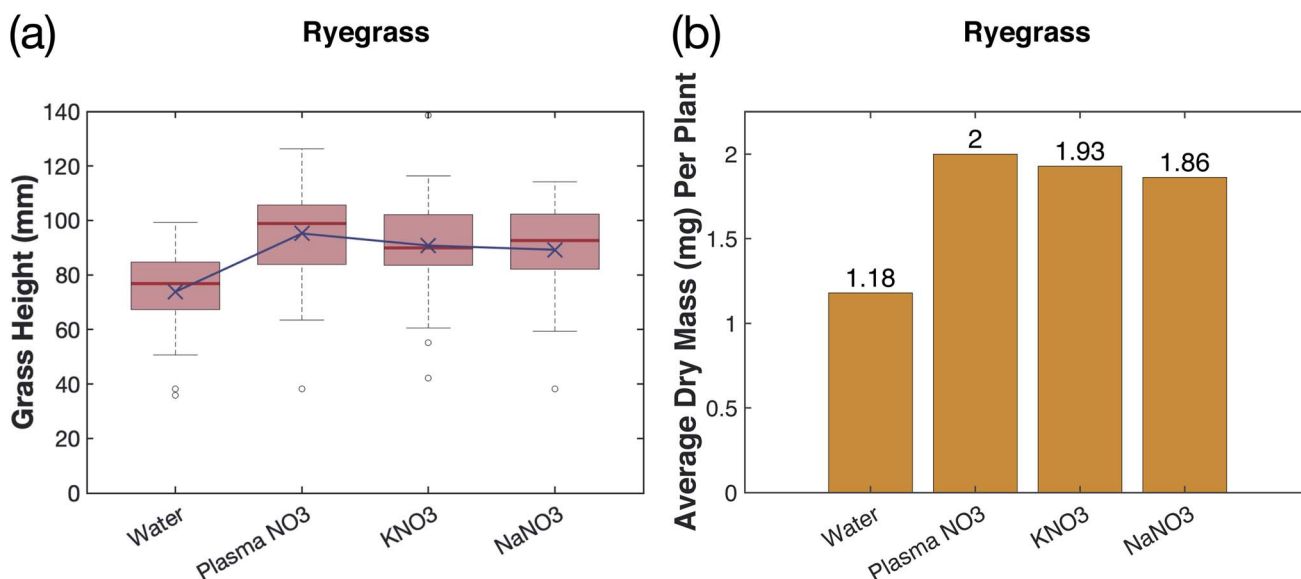 (a)
Ryegrass
Grass Height (mm)
140
120
100
80
60
40
20
0
Water
Plasma NO3
KNO3
NaNO3
(b)
Ryegrass
Average Dry Mass (mg) Per Plant
2
1.5
1
0.5
0
1.18
2
1.93
1.86
Water
Plasma NO3
KNO3
NaNO3